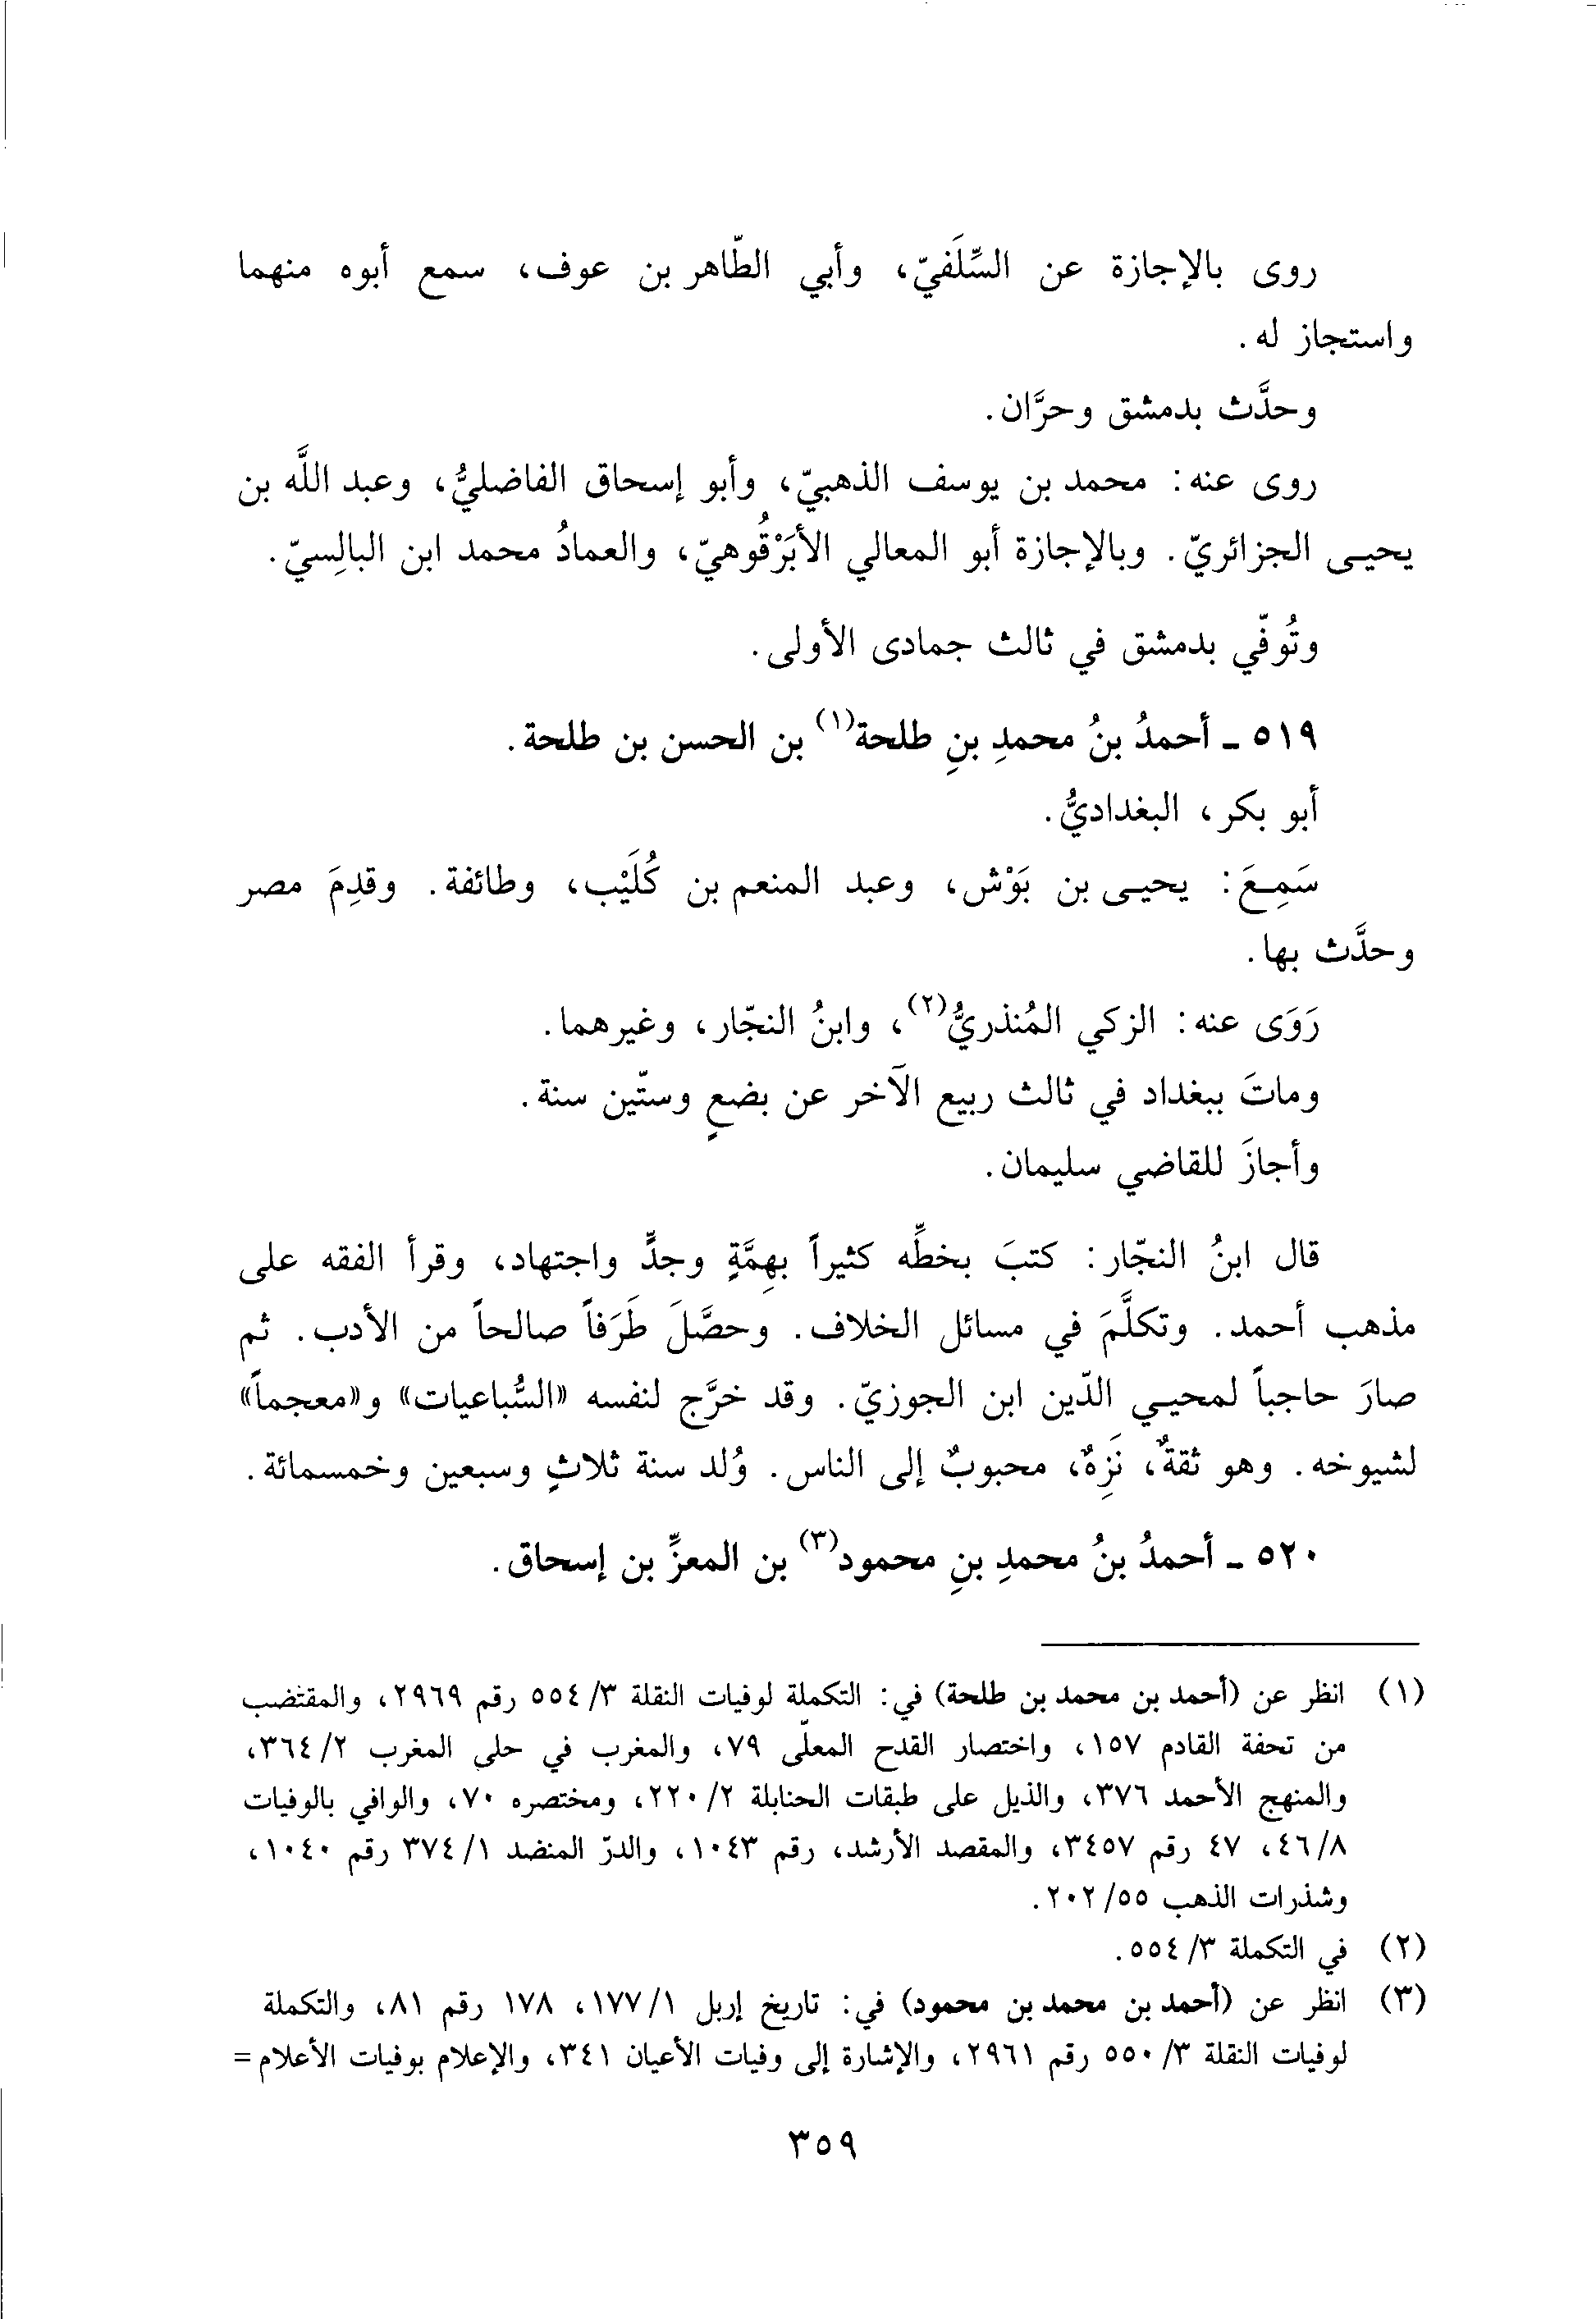 روى بالإجازة عن السِّلَفيّ، وأبي الطّاهر بن عوف، سمع أبوه منهما
واستجاز له.
وحدَّث بدمشق وحرَّان.
روى عنه: محمد بن يوسف الذهبيّ، وأبو إسحاق الفاضليُّ، وعبد اللَّه بن
يحيى الجزائريّ. وبالإجازة أبو المعالي الأَبَرْقُوهيّ، والعمادُ محمد ابن البالِسيّ.
وتُوفّي بدمشق في ثالث جمادى الأولى.
٥١٩ - أحمدُ بنُ محمدِ بنِ طلحة(١) بن الحسن بن طلحة.
أبو بكر، البغداديُّ.
سَمِعَ: يحيى بن بَوْش، وعبد المنعم بن كُلَيْب، وطائفة. وقدِمَ مصر
وحدَّث بها.
رَوَى عنه: الزكي المُنذريُّ(٢)، وابنُ النجّار، وغيرهما.
وماتَ ببغداد في ثالث ربيع الآخر عن بضعٍ وستّين سنة.
وأجازَ للقاضي سليمان.
قال ابنُ النجّار: كتبَ بخطِّه كثيراً بهِمَّةٍ وجدٍّ واجتهاد، وقرأ الفقه على
مذهب أحمد. وتكلَّمَ في مسائل الخلاف. وحصَّلَ طَرَفاً صالحاً من الأدب. ثم
صارَ حاجباً لمحيي الدّين ابن الجوزيّ. وقد خرَّج لنفسه «السُّباعيات» و«معجماً»
لشيوخه. وهو ثقةٌ، نَزِهٌ، محبوبٌ إلى الناس. وُلد سنة ثلاثٍ وسبعين وخمسمائة.
٥٢٠ - أحمدُ بنُ محمدِ بنِ محمود(٣) بن المعزِّ بن إسحاق.
(١) انظر عن (أحمد بن محمد بن طلحة) في: التكملة لوفيات النقلة ٣/ ٥٥٤ رقم ٢٩٦٩، والمقتضب
من تحفة القادم ١٥٧، واختصار القدح المعلّى ٧٩، والمغرب في حلى المغرب ٢/ ٣٦٤،
والمنهج الأحمد ٣٧٦، والذيل على طبقات الحنابلة ٢/ ٢٢٠، ومختصره ٧٠، والوافي بالوفيات
٨/ ٤٦، ٤٧ رقم ٣٤٥٧، والمقصد الأرشد، رقم ١٠٤٣، والدرّ المنضد ١/ ٣٧٤ رقم ١٠٤٠،
وشذرات الذهب ٥٥/ ٢٠٢.
(٢) في التكملة ٣/ ٥٥٤.
(٣) انظر عن (أحمد بن محمد بن محمود) في: تاريخ إربل ١/ ١٧٧، ١٧٨ رقم ٨١، والتكملة
لوفيات النقلة ٣/ ٥٥٠ رقم ٢٩٦١، والإشارة إلى وفيات الأعيان ٣٤١، والإعلام بوفيات الأعلام =
٣٥٩